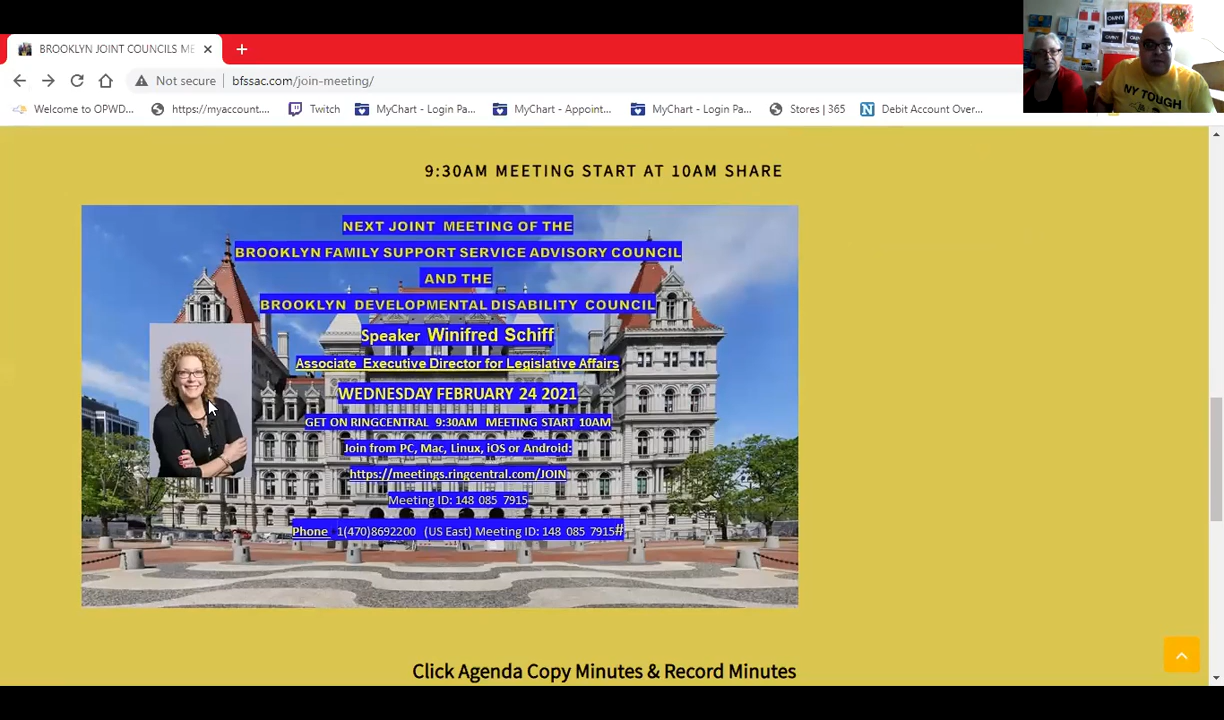 BROOKLYN JOINT COUNCILS ME
Not secure
bfssac.com/join-meeting/
Welcome to OPWD...
https://myaccount....
Twitch
MyChart - Login Pa...
MyChart - Appoint...
MyChart - Login Pa...
Stores | 365
Debit Account Over...
OMNY
NY TOUGH
9:30AM MEETING START AT 10AM SHARE
NEXT JOINT MEETING OF THE
BROOKLYN FAMILY SUPPORT SERVICE ADVISORY COUNCIL
AND THE
BROOKLYN DEVELOPMENTAL DISABILITY COUNCIL
Speaker Winifred Schiff
Associate Executive Director for Legislative Affairs
WEDNESDAY FEBRUARY 24 2021
GET ON RINGCENTRAL 9:30AM MEETING START 10AM
Join from PC, Mac, Linux, iOS or Android:
https://meetings.ringcentral.com/JOIN
Meeting ID: 148 085 7915
Phone 1(470)8692200 (US East) Meeting ID: 148 085 7915#
Click Agenda Copy Minutes & Record Minutes